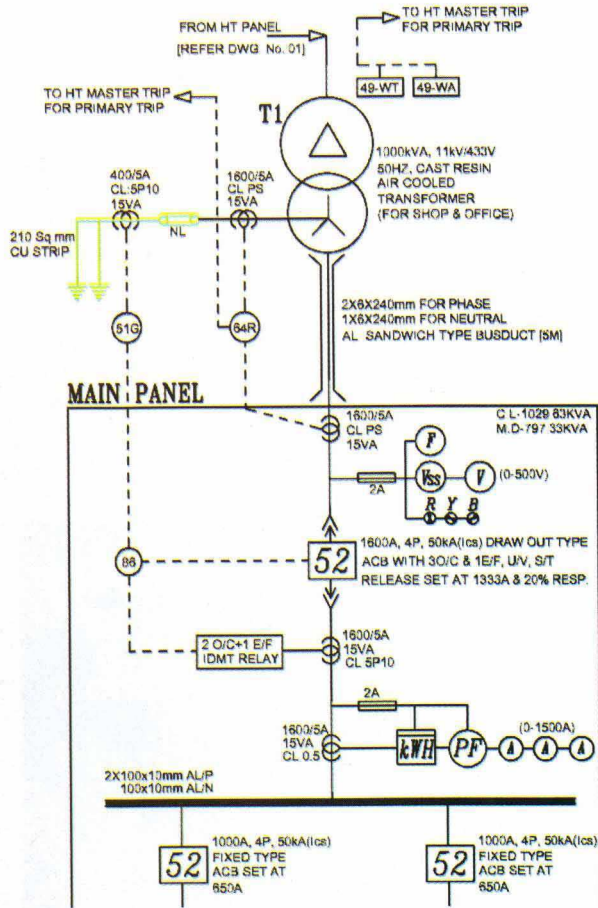 FROM HT PANEL
[REFER DWG. No. 01]
TO HT MASTER TRIP
FOR PRIMARY TRIP
49-WT
49-WA
TO HT MASTER TRIP
FOR PRIMARY TRIP
T1
1000kVA, 11kV/433V
50HZ, CAST RESIN
AIR COOLED
TRANSFORMER
(FOR SHOP & OFFICE)
400/5A
CL:5P10
15VA
1600/5A
CL PS
15VA
NL
210 Sq mm
CU STRIP
51G
64R
2X6X240mm FOR PHASE
1X6X240mm FOR NEUTRAL
AL SANDWICH TYPE BUSDUCT [5M]
MAIN PANEL
1600/5A
CL PS
15VA
C.L-1029 63KVA
M.D-797 33KVA
F
2A
Vss
V
(0-500V)
R Y B
86
52
1600A, 4P, 50kA(Ics) DRAW OUT TYPE
ACB WITH 3O/C & 1E/F, U/V, S/T
RELEASE SET AT 1333A & 20% RESP.
2 O/C+1 E/F
IDMT RELAY
1600/5A
15VA
CL 5P10
2A
1600/5A
15VA
CL 0.5
kWH
PF
(0-1500A)
A A A
2X100x10mm AL/P
100x10mm AL/N
52
1000A, 4P, 50kA(Ics)
FIXED TYPE
ACB SET AT
650A
52
1000A, 4P, 50kA(Ics)
FIXED TYPE
ACB SET AT
650A